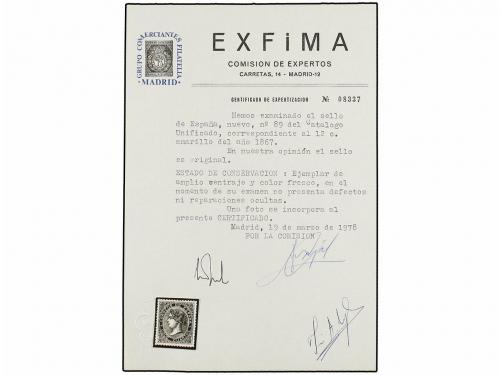 GRUPO COMERCIANTES FILATELIA
·MADRID·
EXFiMA
COMISION DE EXPERTOS
CARRETAS, 14 - MADRID-12
CERTIFICADO DE EXPERTIZACION Nº 08337
Hemos examinado el sello
de España, nuevo, nº 89 del Catalogo
Unificado, correspondiente al 12 c.
amarillo del año 1867.
En nuestra opinión el sello
es original.
ESTADO DE CONSERVACION : Ejemplar de
amplio centraje y color fresco, en el
momento de su examen no presenta defectos
ni reparaciones ocultas.
Una foto se incorpora al
presente CERTIFICADO.
Madrid, 19 de marzo de 1978
POR LA COMISION